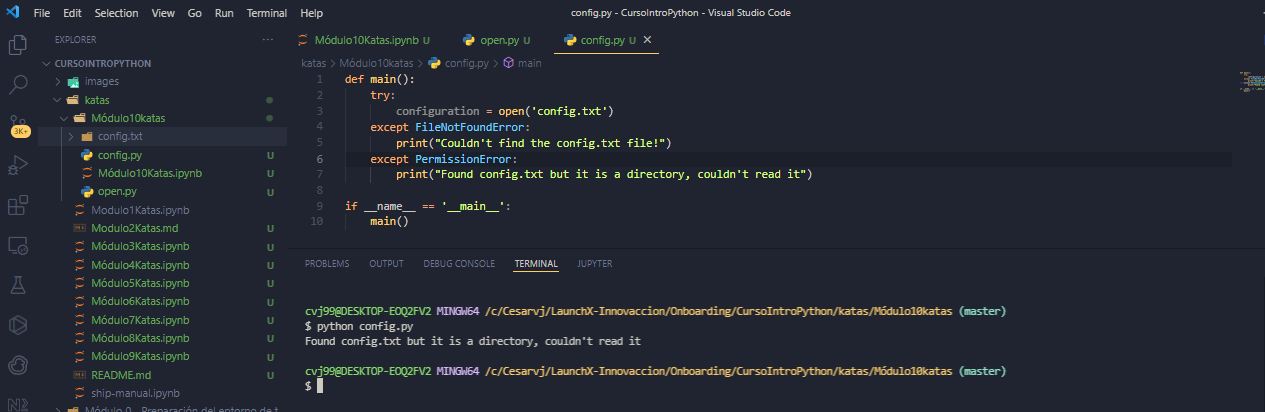 File Edit Selection View Go Run Terminal Help
config.py - CursoIntroPython - Visual Studio Code
EXPLORER
CURSOINTROPYTHON
images
katas
Módulo10katas
config.txt
config.py U
Módulo10Katas.ipynb U
open.py U
Modulo1Katas.ipynb
Modulo2Katas.md U
Módulo3Katas.ipynb U
Módulo4Katas.ipynb U
Módulo5Katas.ipynb U
Módulo6Katas.ipynb U
Módulo7Katas.ipynb U
Módulo8Katas.ipynb U
Módulo9Katas.ipynb U
README.md U
ship-manual.ipynb
Módulo 0 - Preparación del entorno de t
3K+
Módulo10Katas.ipynb U open.py U config.py U
katas > Módulo10katas > config.py > main
1 def main():
2 try:
3 configuration = open('config.txt')
4 except FileNotFoundError:
5 print("Couldn't find the config.txt file!")
6 except PermissionError:
7 print("Found config.txt but it is a directory, couldn't read it")
8
9 if __name__ == '__main__':
10 main()
PROBLEMS OUTPUT DEBUG CONSOLE TERMINAL JUPYTER
cvj99@DESKTOP-EOQ2FV2 MINGW64 /c/Cesarvj/LaunchX-Innovaccion/Onboarding/CursoIntroPython/katas/Módulo10katas (master)
$ python config.py
Found config.txt but it is a directory, couldn't read it
cvj99@DESKTOP-EOQ2FV2 MINGW64 /c/Cesarvj/LaunchX-Innovaccion/Onboarding/CursoIntroPython/katas/Módulo10katas (master)
$